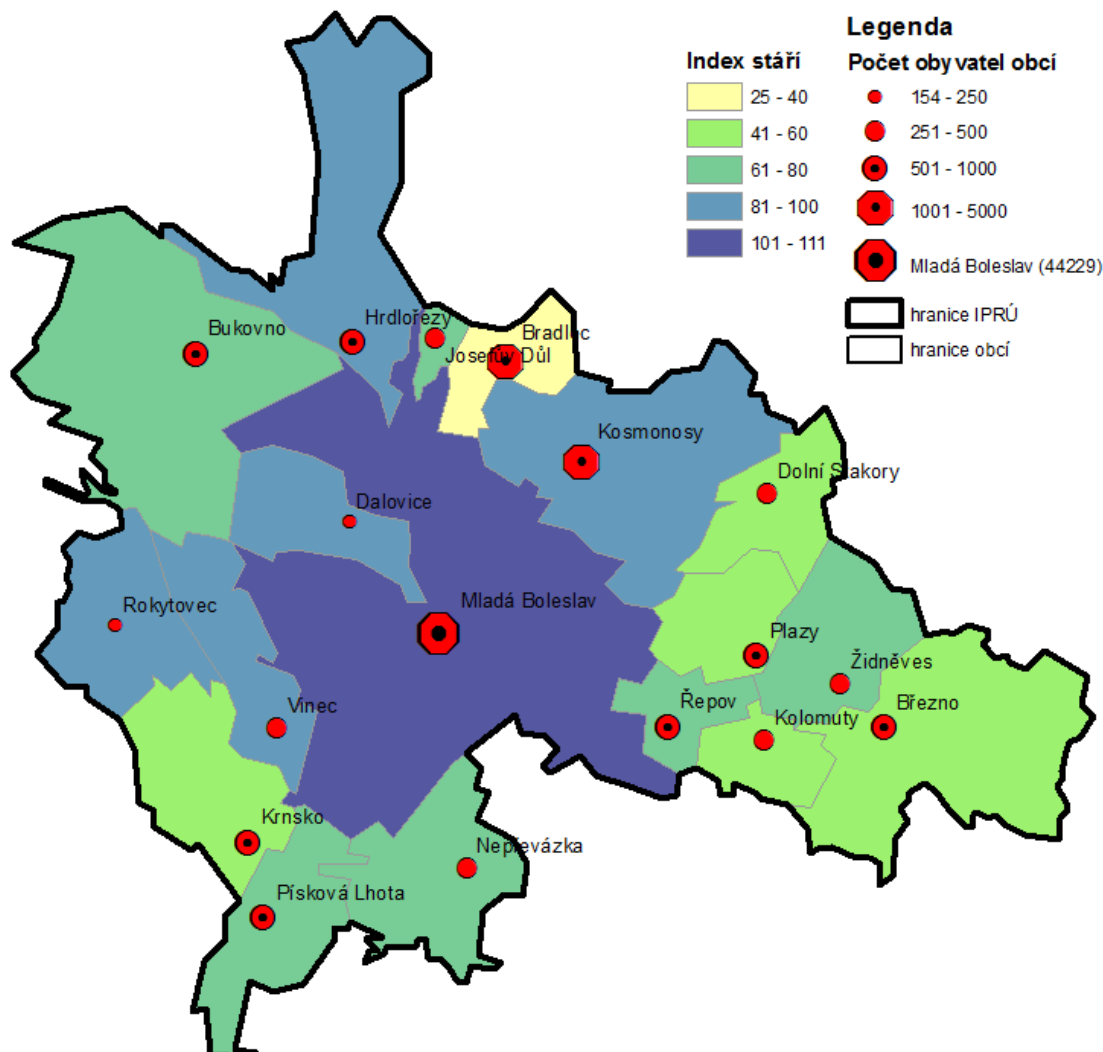 Legenda
Index stáří
Počet obyvatel obcí
25 - 40
154 - 250
41 - 60
251 - 500
61 - 80
501 - 1000
81 - 100
1001 - 5000
101 - 111
Mladá Boleslav (44229)
hranice IPRÚ
hranice obcí
Bukovno
Hrdlořezy
Josefův Důl
Bradlec
Kosmonosy
Dolní Stakory
Dalovice
Rokytovec
Mladá Boleslav
Plazy
Židněves
Vinec
Řepov
Kolomuty
Březno
Krnsko
Nepřevázka
Písková Lhota